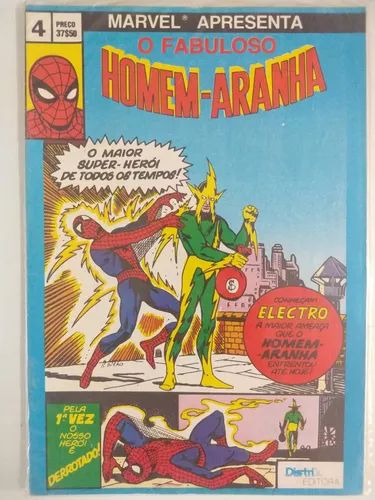 4
PREÇO
37$50
MARVEL® APRESENTA
O FABULOSO
HOMEM-ARANHA
O MAIOR
SUPER-HERÓI
DE TODOS OS TEMPOS!
CONHEÇAM
ELECTRO
A MAIOR AMEAÇA
QUE O
HOMEM-
ARANHA
ENFRENTOU
ATÉ HOJE!
PELA
1ª VEZ
O NOSSO
HERÓI
É
DERROTADO!
Distri
EDITORA